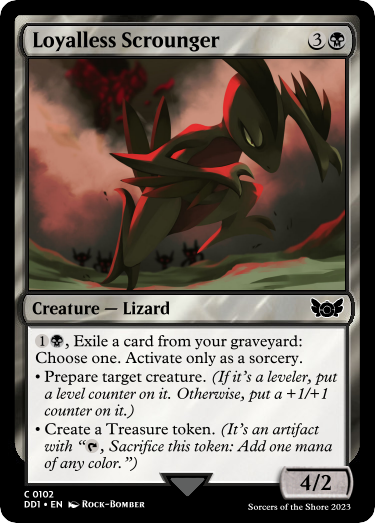 Loyalless Scrounger 3
Creature — Lizard
1, Exile a card from your graveyard:
Choose one. Activate only as a sorcery.
• Prepare target creature. (If it's a leveler, put
a level counter on it. Otherwise, put a +1/+1
counter on it.)
• Create a Treasure token. (It's an artifact
with “, Sacrifice this token: Add one mana
of any color.”)
4/2
C 0102
DD1 • EN Rock-Bomber
Sorcers of the Shore 2023